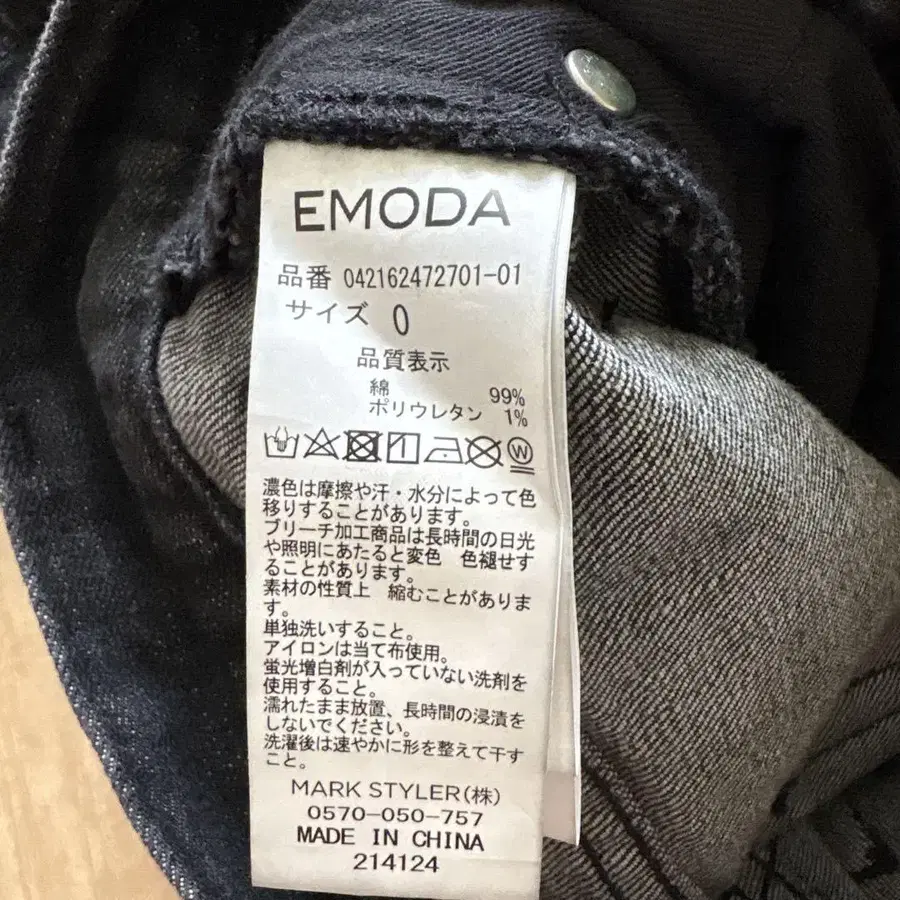 EMODA
品番 042162472701-01
サイズ 0
品質表示
綿 99%
ポリウレタン 1%
W
濃色は摩擦や汗・水分によって色
移りすることがあります。
ブリーチ加工商品は長時間の日光
や照明にあたると変色 色褪せす
ることがあります。
素材の性質上 縮むことがありま
す。
単独洗いすること。
アイロンは当て布使用。
蛍光増白剤が入っていない洗剤を
使用すること。
濡れたまま放置、長時間の浸漬を
しないでください。
洗濯後は速やかに形を整えて干す
こと。
MARK STYLER(株)
0570-050-757
MADE IN CHINA
214124